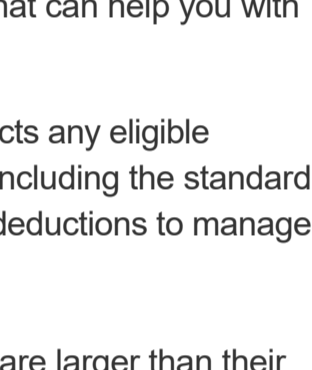 hat can help you with
cts any eligible
ncluding the standard
deductions to manage
are larger than their